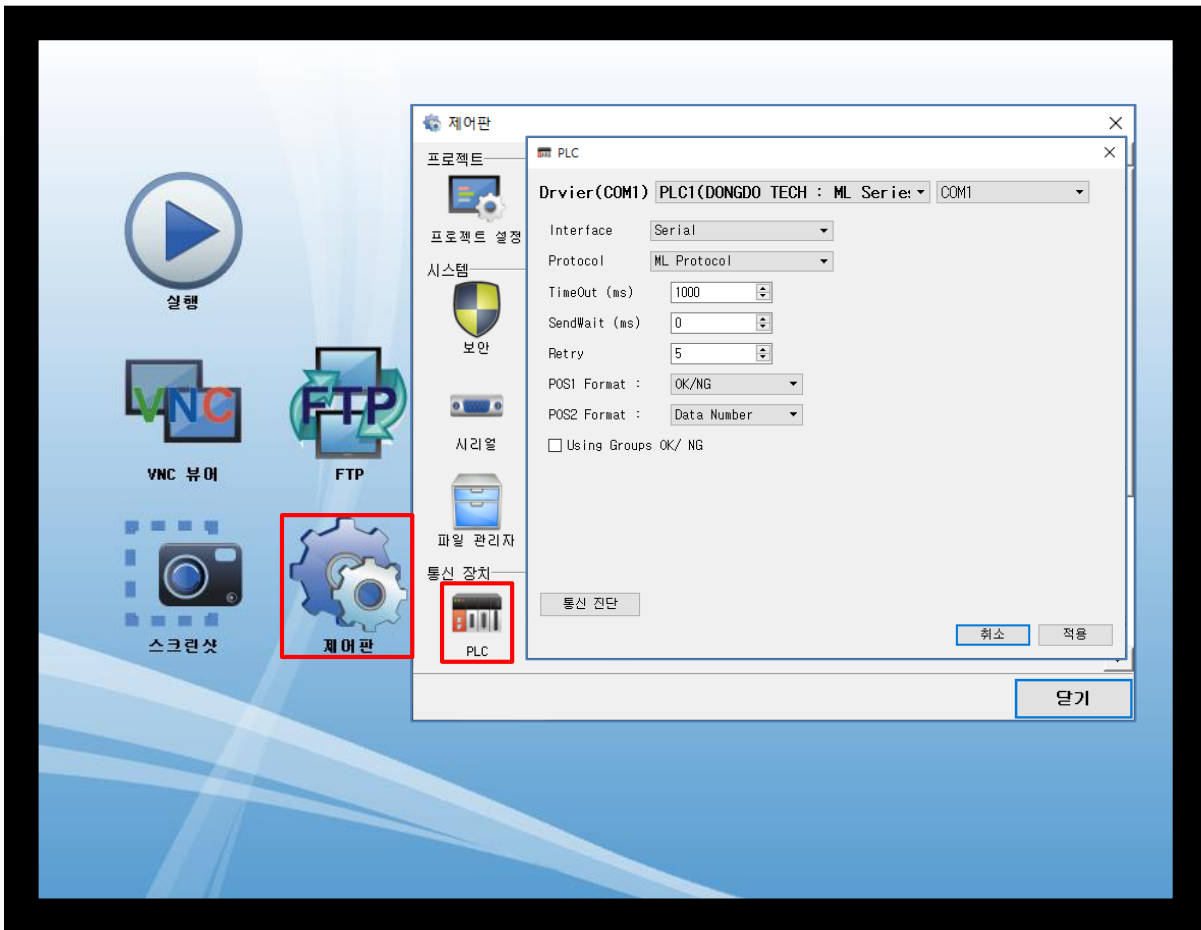 실행
VNC
VNC 뷰어
FTP
FTP
스크린샷
제어판
제어판
프로젝트
프로젝트 설정
시스템
보안
시리얼
파일 관리자
통신 장치
PLC
PLC
Drvier(COM1) PLC1(DONGDO TECH : ML Series COM1
Interface Serial
Protocol ML Protocol
TimeOut (ms) 1000
SendWait (ms) 0
Retry 5
POS1 Format : OK/NG
POS2 Format : Data Number
Using Groups OK/ NG
통신 진단
취소 적용
닫기